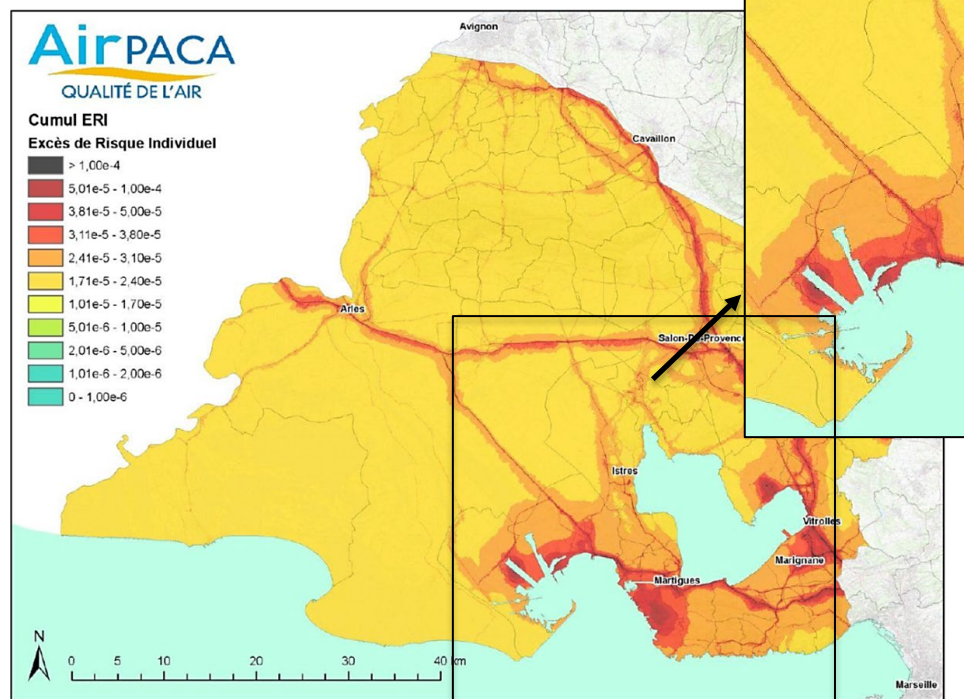 Avignon
AirPACA
QUALITÉ DE L'AIR
Cumul ERI
Excès de Risque Individuel
> 1,00e-4
5,01e-5 - 1,00e-4
3,81e-5 - 5,00e-5
3,11e-5 - 3,80e-5
2,41e-5 - 3,10e-5
1,71e-5 - 2,40e-5
1,01e-5 - 1,70e-5
5,01e-6 - 1,00e-5
2,01e-6 - 5,00e-6
1,01e-6 - 2,00e-6
0 - 1,00e-6
Cavaillon
Arles
Salon-De-Provence
Istres
Vitrolles
Marignane
Martigues
N
0 5 10 20 30 40 km
Marseille